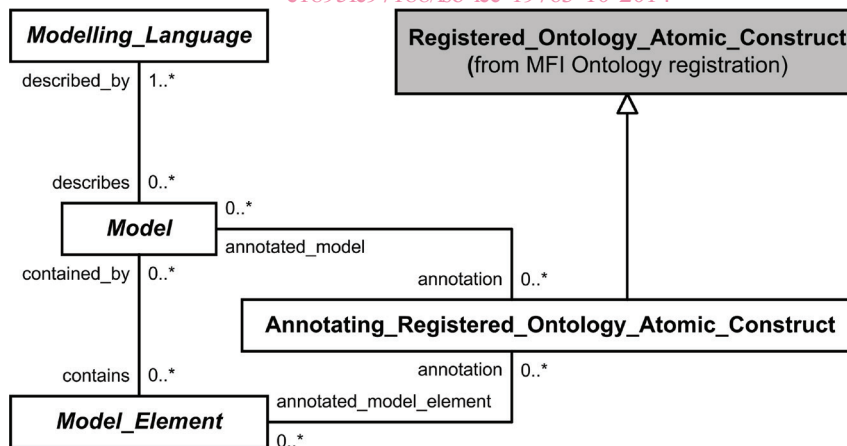 Modelling_Language
Registered_Ontology_Atomic_Construct
(from MFI Ontology registration)
described_by
1..*
describes
0..*
Model
0..*
annotated_model
contained_by
0..*
annotation
0..*
Annotating_Registered_Ontology_Atomic_Construct
annotation
0..*
contains
0..*
annotated_model_element
Model_Element
0..*